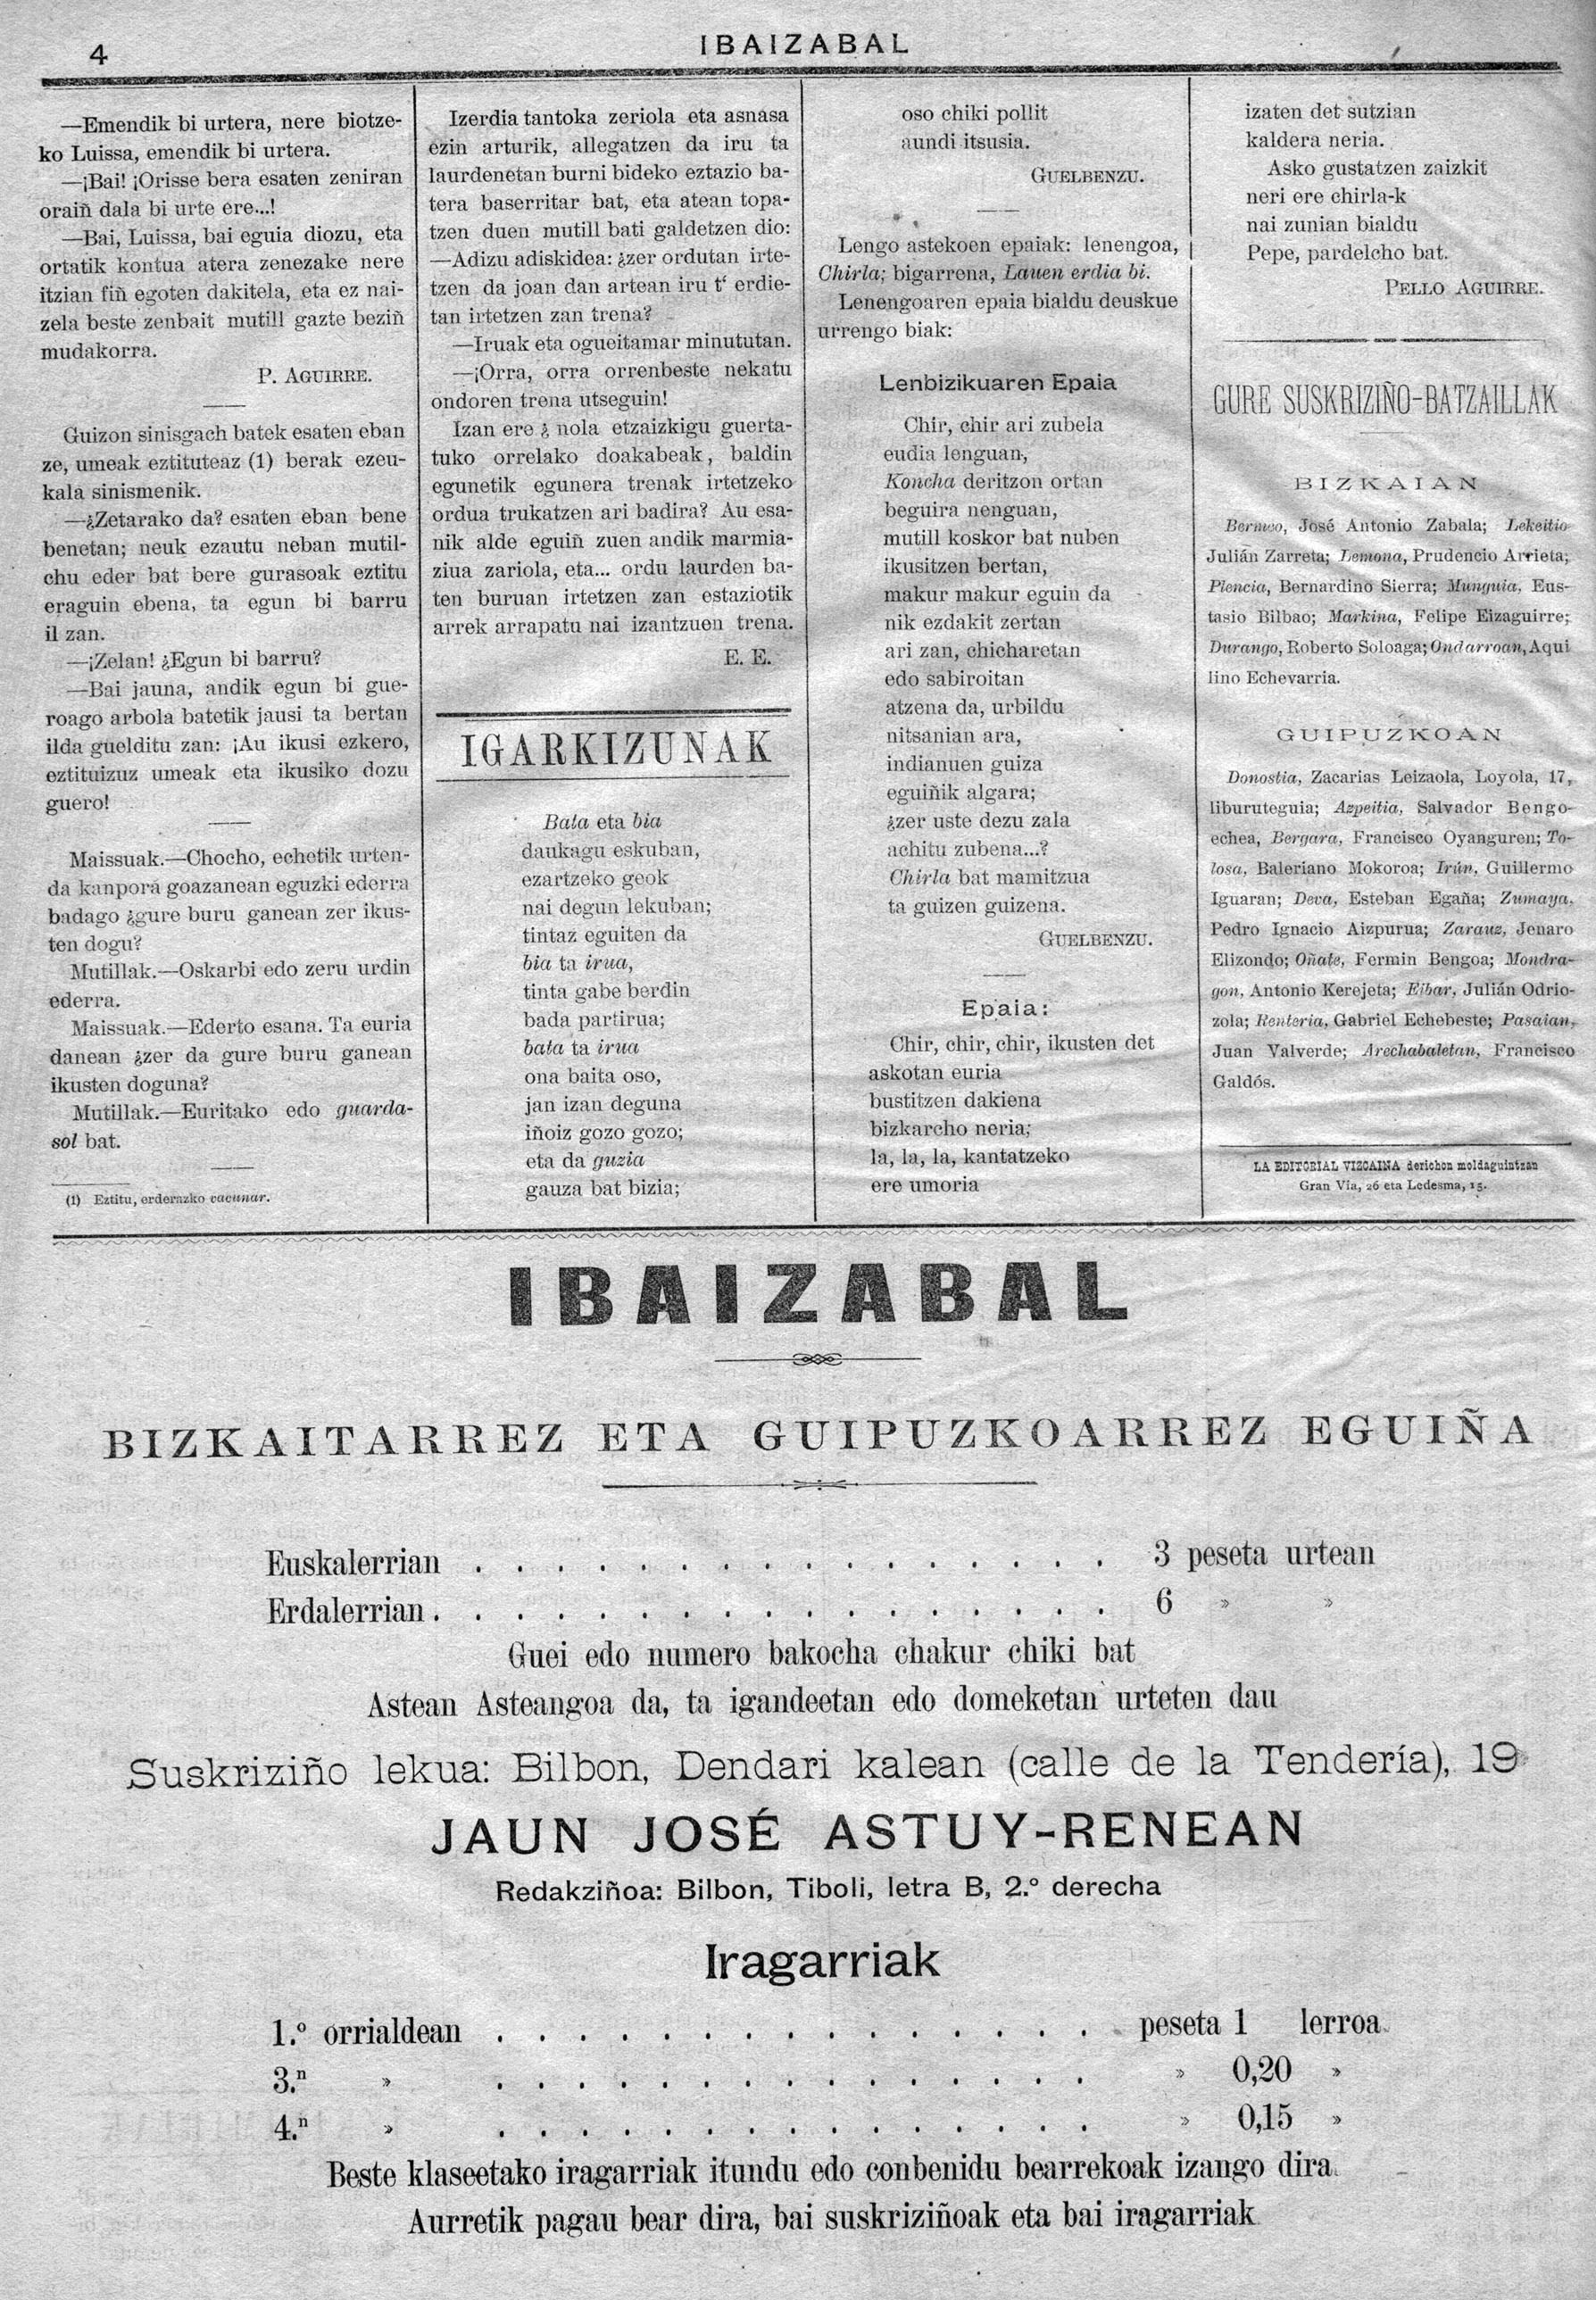 4
IBAIZABAL
—Emendik bi urtera, nere biotze-
ko Luissa, emendik bi urtera.
—¡Bai! ¡Orisse bera esaten zeniran
oraiñ dala bi urte ere...!
—Bai, Luissa, bai eguia diozu, eta
ortatik kontua atera zenezake nere
itzian fiñ egoten dakitela, eta ez nai-
zela beste zenbait mutill gazte beziñ
mudakorra.
P. AGUIRRE.
Guizon sinisgach batek esaten eban
ze, umeak eztituteaz (1) berak ezeu-
kala sinismenik.
—¿Zetarako da? esaten eban bene
benetan; neuk ezautu neban mutil-
chu eder bat bere gurasoak eztitu
eraguin ebena, ta egun bi barru
il zan.
—¡Zelan! ¿Egun bi barru?
—Bai jauna, andik egun bi gue-
roago arbola batetik jausi ta bertan
ilda guelditu zan: ¡Au ikusi ezkero,
eztituizuz umeak eta ikusiko dozu
guero!
Maissuak.—Chocho, echetik urten-
da kanpora goazanean eguzki ederra
badago ¿gure buru ganean zer ikus-
ten dogu?
Mutillak.—Oskarbi edo zeru urdin
ederra.
Maissuak.—Ederto esana. Ta euria
danean ¿zer da gure buru ganean
ikusten doguna?
Mutillak.—Euritako edo guarda-
sol bat.
(1) Eztitu, erderazko vacunar.
Izerdia tantoka zeriola eta asnasa
ezin arturik, allegatzen da iru ta
laurdenetan burni bideko eztazio ba-
tera baserritar bat, eta atean topa-
tzen duen mutill bati galdetzen dio:
—Adizu adiskidea: ¿zer ordutan irte-
tzen da joan dan artean iru t' erdie-
tan irtetzen zan trena?
—Iruak eta ogueitamar minututan.
—¡Orra, orra orrenbeste nekatu
ondoren trena utseguin!
Izan ere ¿ nola etzaizkigu guerta-
tuko orrelako doakabeak, baldin
egunetik egunera trenak irtetzeko
ordua trukatzen ari badira? Au esa-
nik alde eguiñ zuen andik marmia-
ziua zariola, eta... ordu laurden ba-
ten buruan irtetzen zan estaziotik
arrek arrapatu nai izantzuen trena.
E. E.
IGARKIZUNAK
Bata eta bia
daukagu eskuban,
ezartzeko geok
nai degun lekuban;
tintaz eguiten da
bia ta irua,
tinta gabe berdin
bada partirua;
bata ta irua
ona baita oso,
jan izan deguna
iñoiz gozo gozo;
eta da guzia
gauza bat bizia;
oso chiki pollit
aundi itsusia.
GUELBENZU.
Lengo astekoen epaiak: lenengoa,
Chirla; bigarrena, Lauen erdia bi.
Lenengoaren epaia bialdu deuskue
urrengo biak:
Lenbizikuaren Epaia
Chir, chir ari zubela
eudia lenguan,
Koncha deritzon ortan
beguira nenguan,
mutill koskor bat nuben
ikusitzen bertan,
makur makur eguin da
nik ezdakit zertan
ari zan, chicharetan
edo sabiroitan
atzena da, urbildu
nitsanian ara,
indianuen guiza
eguiñik algara;
¿zer uste dezu zala
achitu zubena...?
Chirla bat mamitzua
ta guizen guizena.
GUELBENZU.
Epaia:
Chir, chir, chir, ikusten det
askotan euria
bustitzen dakiena
bizkarcho neria;
la, la, la, kantatzeko
ere umoria
izaten det sutzian
kaldera neria.
Asko gustatzen zaizkit
neri ere chirla-k
nai zunian bialdu
Pepe, pardelcho bat.
PELLO AGUIRRE.
GURE SUSKRIZIÑO-BATZAILLAK
BIZKAIAN
Bermeo, José Antonio Zabala; Lekeitio
Julián Zarreta; Lemona, Prudencio Arrieta;
Plencia, Bernardino Sierra; Munguia, Eus-
tasio Bilbao; Markina, Felipe Eizaguirre;
Durango, Roberto Soloaga; Ondarroan, Aqui
lino Echevarria.
GUIPUZKOAN
Donostia, Zacarias Leizaola, Loyola, 17,
liburuteguia; Azpeitia, Salvador Bengo-
echea, Bergara, Francisco Oyanguren; To-
losa, Baleriano Mokoroa; Irún, Guillermo
Iguaran; Deva, Esteban Egaña; Zumaya,
Pedro Ignacio Aizpurua; Zarauz, Jenaro
Elizondo; Oñate, Fermin Bengoa; Mondra-
gon, Antonio Kerejeta; Eibar, Julián Odrio-
zola; Renteria, Gabriel Echebeste; Pasaian,
Juan Valverde; Arechabaletan, Francisco
Galdós.
LA EDITORIAL VIZCAINA derichon moldaguintzan
Gran Vía, 26 eta Ledesma, 15.
IBAIZABAL
BIZKAITARREZ ETA GUIPUZKOARREZ EGUIÑA
Euskalerrian . . . . . . . . . . . . . . . . 3 peseta urtean
Erdalerrian . . . . . . . . . . . . . . . . . 6 » »
Guei edo numero bakocha chakur chiki bat
Astean Asteangoa da, ta igandeetan edo domeketan urteten dau
Suskriziño lekua: Bilbon, Dendari kalean (calle de la Tendería), 19
JAUN JOSÉ ASTUY-RENEAN
Redakziñoa: Bilbon, Tiboli, letra B, 2.º derecha
Iragarriak
1.º orrialdean . . . . . . . . . . . . . . . peseta 1 lerroa
3.n » . . . . . . . . . . . . . . . » 0,20 »
4.n » . . . . . . . . . . . . . . . » 0,15 »
Beste klaseetako iragarriak itundu edo conbenidu bearrekoak izango dira
Aurretik pagau bear dira, bai suskriziñoak eta bai iragarriak